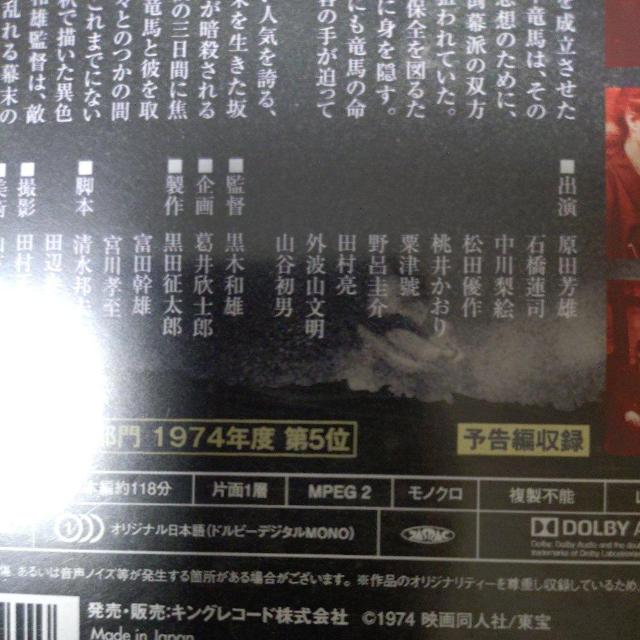 を成立させた
竜馬は、その
思想のために、
倒幕派の双方
狙われていた。
保全を図るた
に身を隠す。
にも竜馬の命
客の手が迫って
人気を誇る、
末を生きた坂
が暗殺される
の三日間に焦
竜馬と彼を取
々とのつかの間
これまでにない
釈で描いた異色
雄監督は、敵
乱れる幕末の
■出演 原田芳雄
石橋蓮司
中川梨絵
松田優作
桃井かおり
粟津號
野呂圭介
田村亮
外波山文明
山谷初男
■監督 黒木和雄
■企画 葛井欣士郎
■製作 黒田征太郎
富田幹雄
宮川孝至
■脚本 清水邦
田辺
■撮影 田村
部門 1974年度 第5位
予告編収録
本編約118分
片面1層
MPEG 2
モノクロ
複製不能
オリジナル日本語(ドルビーデジタルMONO)
DOLBY A
あるいは音声ノイズ等が発生する箇所がある場合がございます。※作品のオリジナリティーを尊重し収録しているため、
発売・販売:キングレコード株式会社 ©1974 映画同人社/東宝
Made in Japan